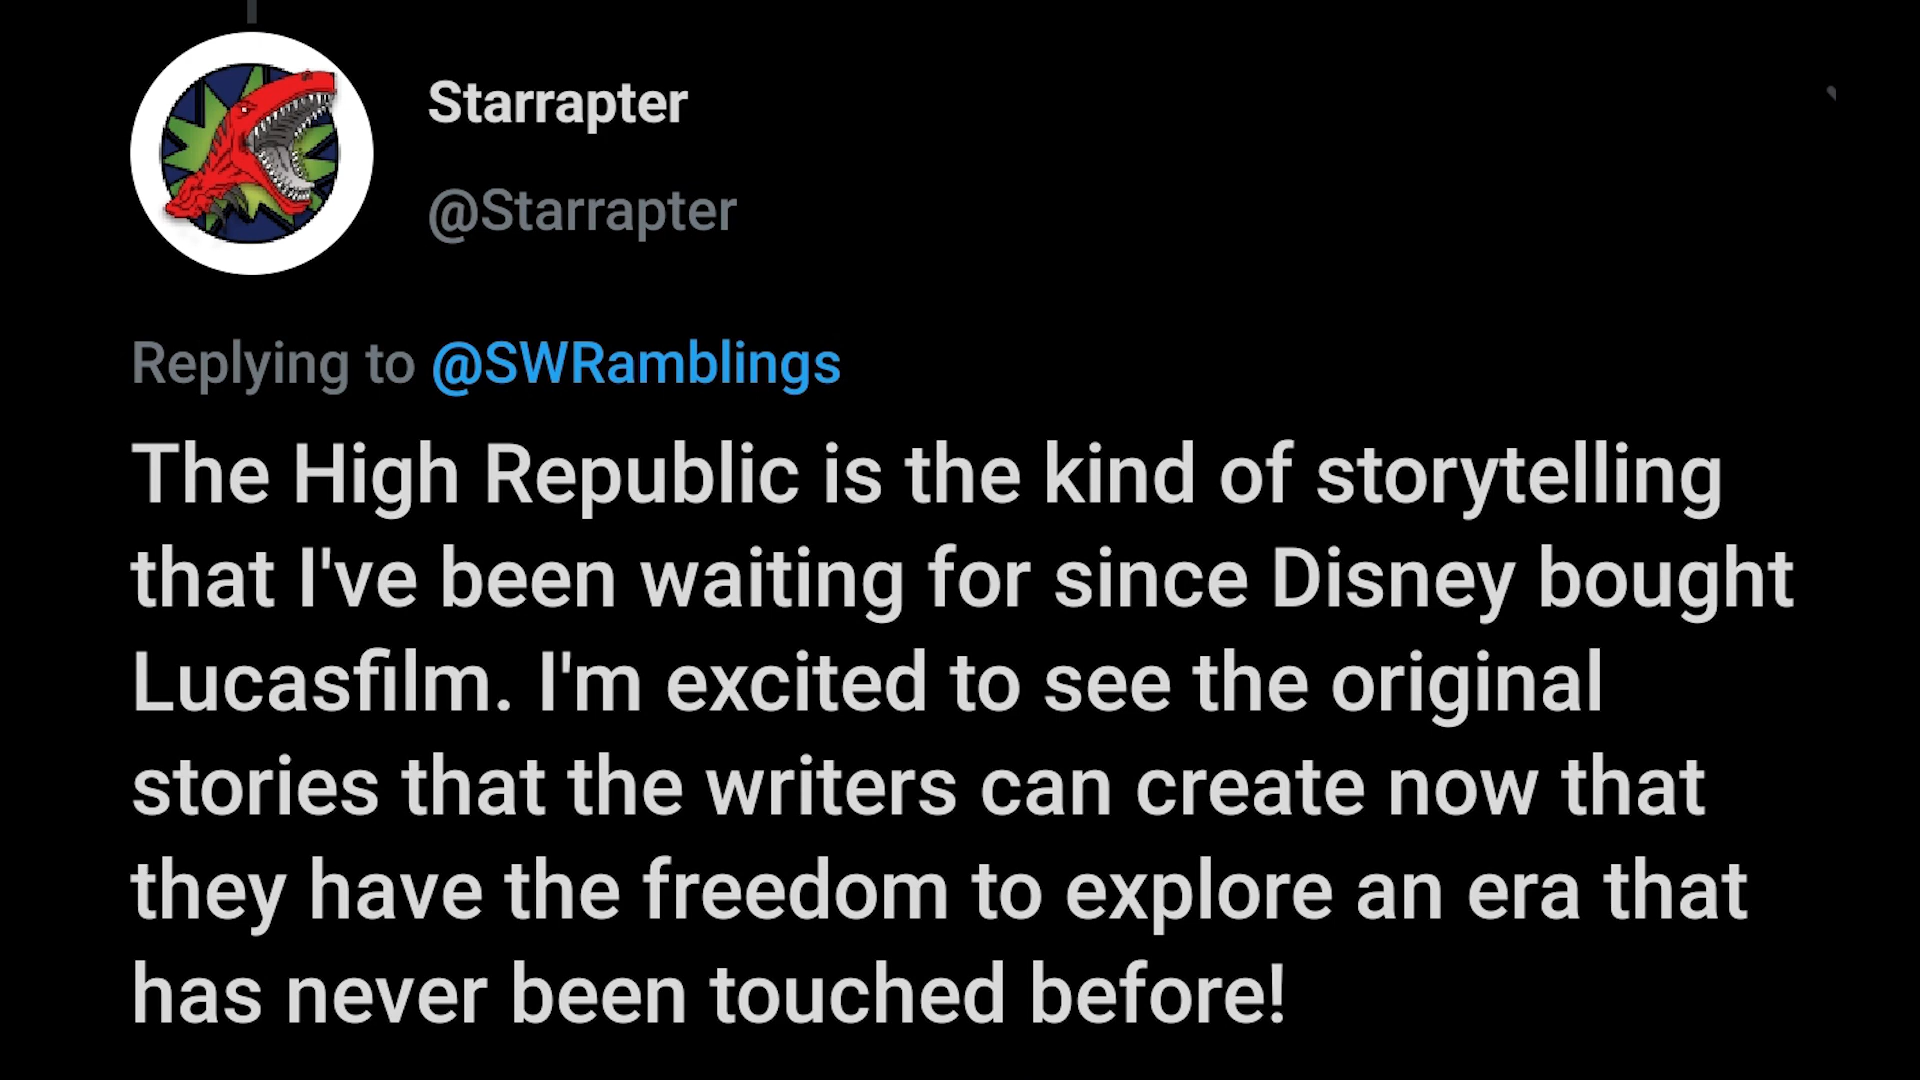 Starrapter
@Starrapter
Replying to @SWRamblings
The High Republic is the kind of storytelling
that I've been waiting for since Disney bought
Lucasfilm. I'm excited to see the original
stories that the writers can create now that
they have the freedom to explore an era that
has never been touched before!